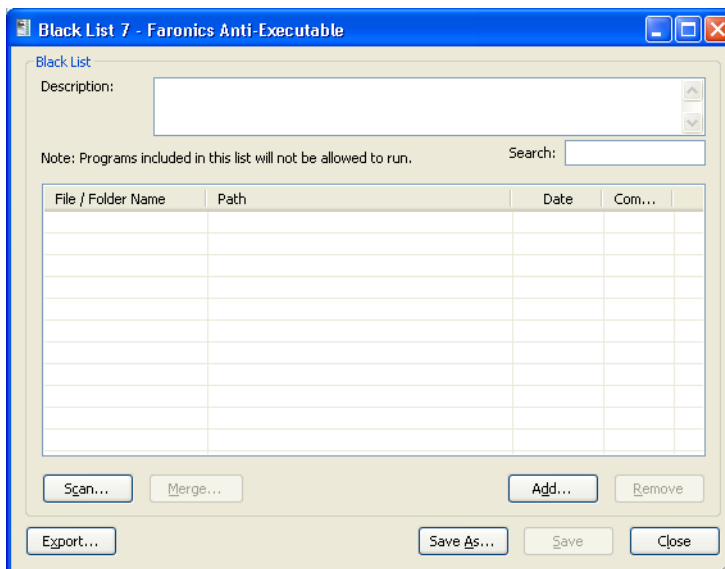 Black List 7 - Faronics Anti-Executable
Black List
Description:
Note: Programs included in this list will not be allowed to run.
Search:
File / Folder Name Path Date Com...
Scan... Merge... Add... Remove
Export... Save As... Save Close